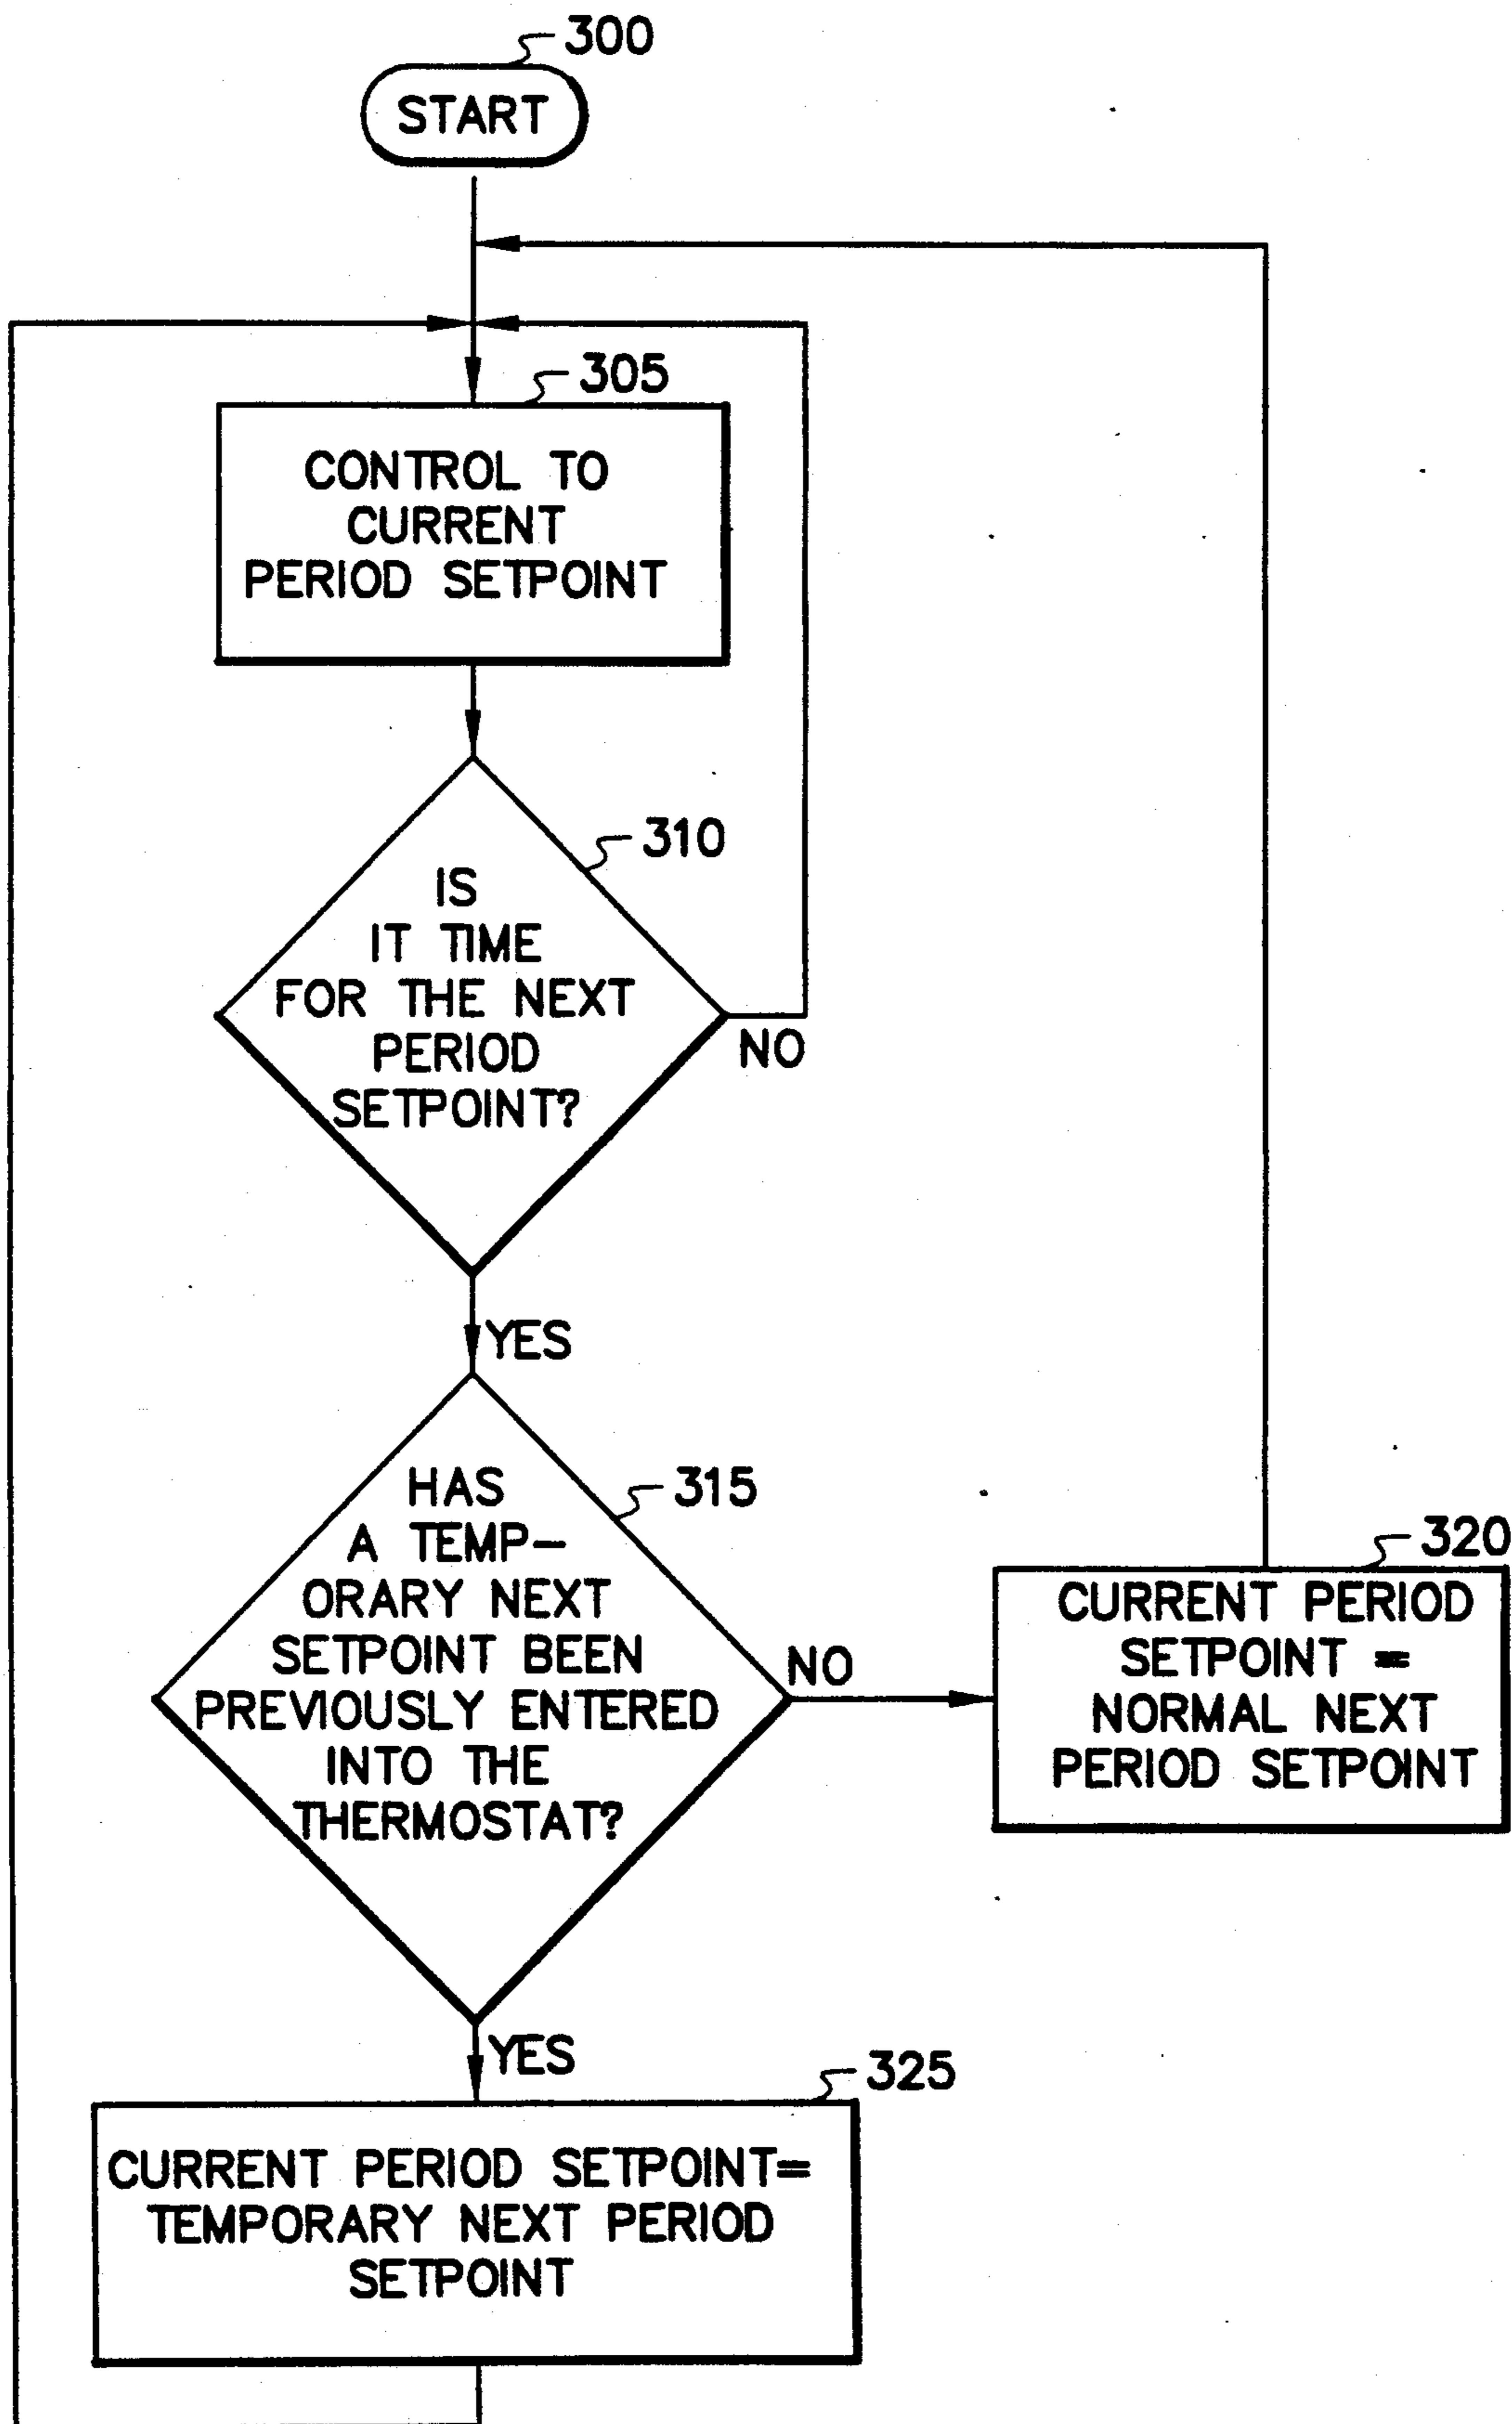 300
START
305
CONTROL TO
CURRENT
PERIOD SETPOINT
310
IS
IT TIME
FOR THE NEXT
PERIOD
SETPOINT?
NO
YES
315
HAS
A TEMP-
ORARY NEXT
SETPOINT BEEN
PREVIOUSLY ENTERED
INTO THE
THERMOSTAT?
NO
320
CURRENT PERIOD
SETPOINT =
NORMAL NEXT
PERIOD SETPOINT
YES
325
CURRENT PERIOD SETPOINT=
TEMPORARY NEXT PERIOD
SETPOINT